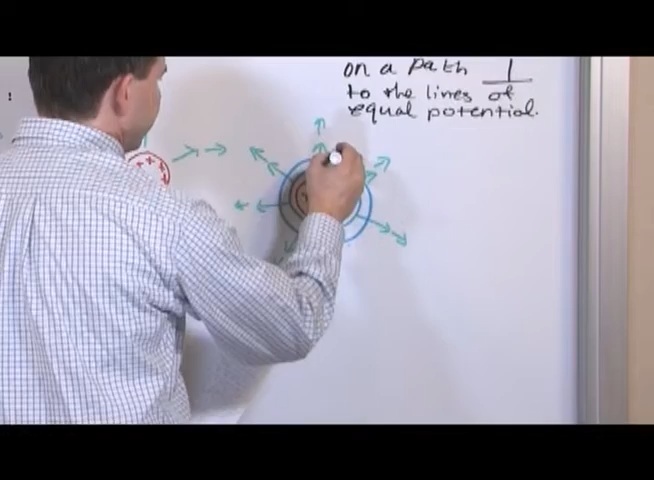 on a path ⊥
to the lines of
equal potential.